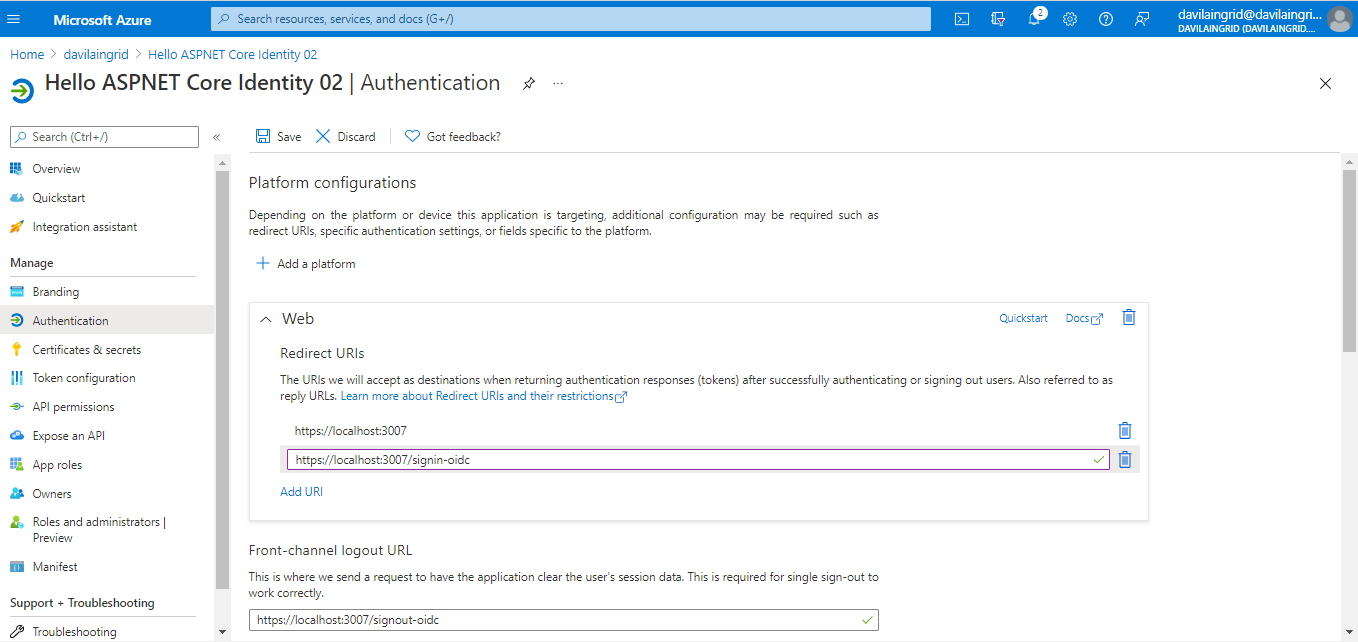 Microsoft Azure
Search resources, services, and docs (G+/)
2
davilaingrid@davilaingri...
DAVILAINGRID (DAVILAINGRID....
Home > davilaingrid > Hello ASPNET Core Identity 02
Hello ASPNET Core Identity 02 | Authentication
Search (Ctrl+/)
Overview
Quickstart
Integration assistant
Manage
Branding
Authentication
Certificates & secrets
Token configuration
API permissions
Expose an API
App roles
Owners
Roles and administrators |
Preview
Manifest
Support + Troubleshooting
Troubleshooting
Save
Discard
Got feedback?
Platform configurations
Depending on the platform or device this application is targeting, additional configuration may be required such as
redirect URIs, specific authentication settings, or fields specific to the platform.
Add a platform
Web
Quickstart
Docs
Redirect URIs
The URIs we will accept as destinations when returning authentication responses (tokens) after successfully authenticating or signing out users. Also referred to as
reply URLs. Learn more about Redirect URIs and their restrictions
https://localhost:3007
https://localhost:3007/signin-oidc
Add URI
Front-channel logout URL
This is where we send a request to have the application clear the user's session data. This is required for single sign-out to
work correctly.
https://localhost:3007/signout-oidc